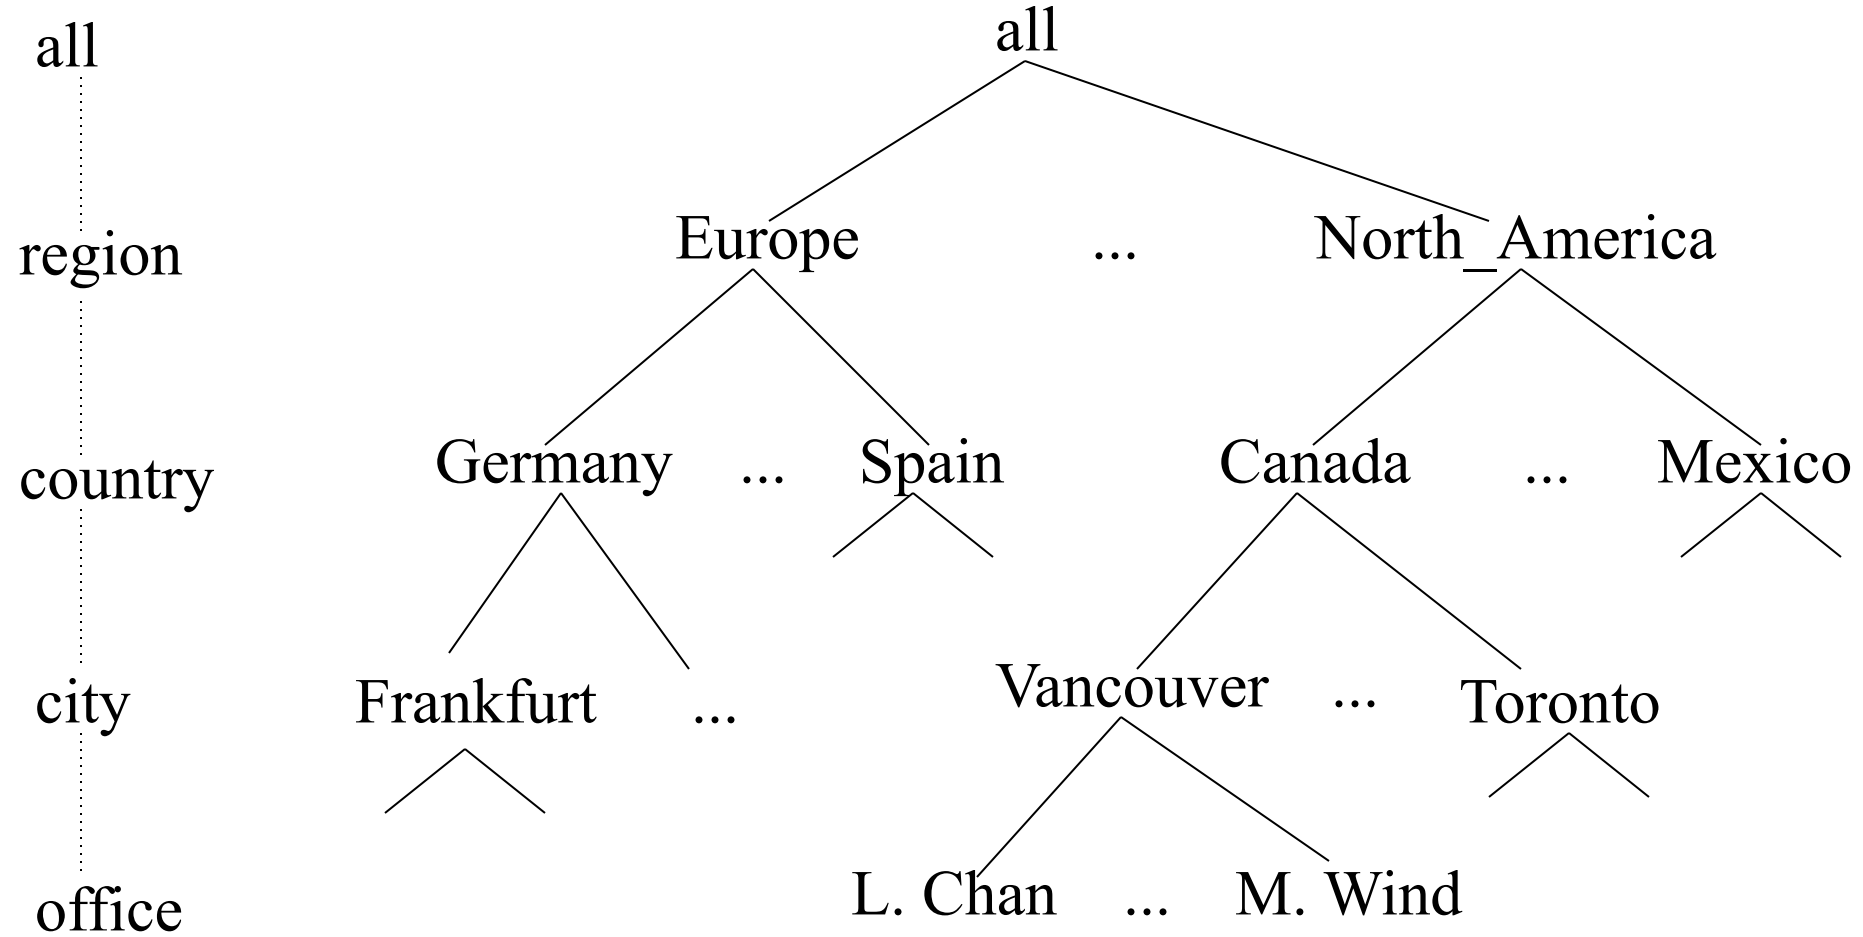 all all
region Europe ... North_America
country Germany ... Spain Canada ... Mexico
city Frankfurt ... Vancouver ... Toronto
office L. Chan ... M. Wind